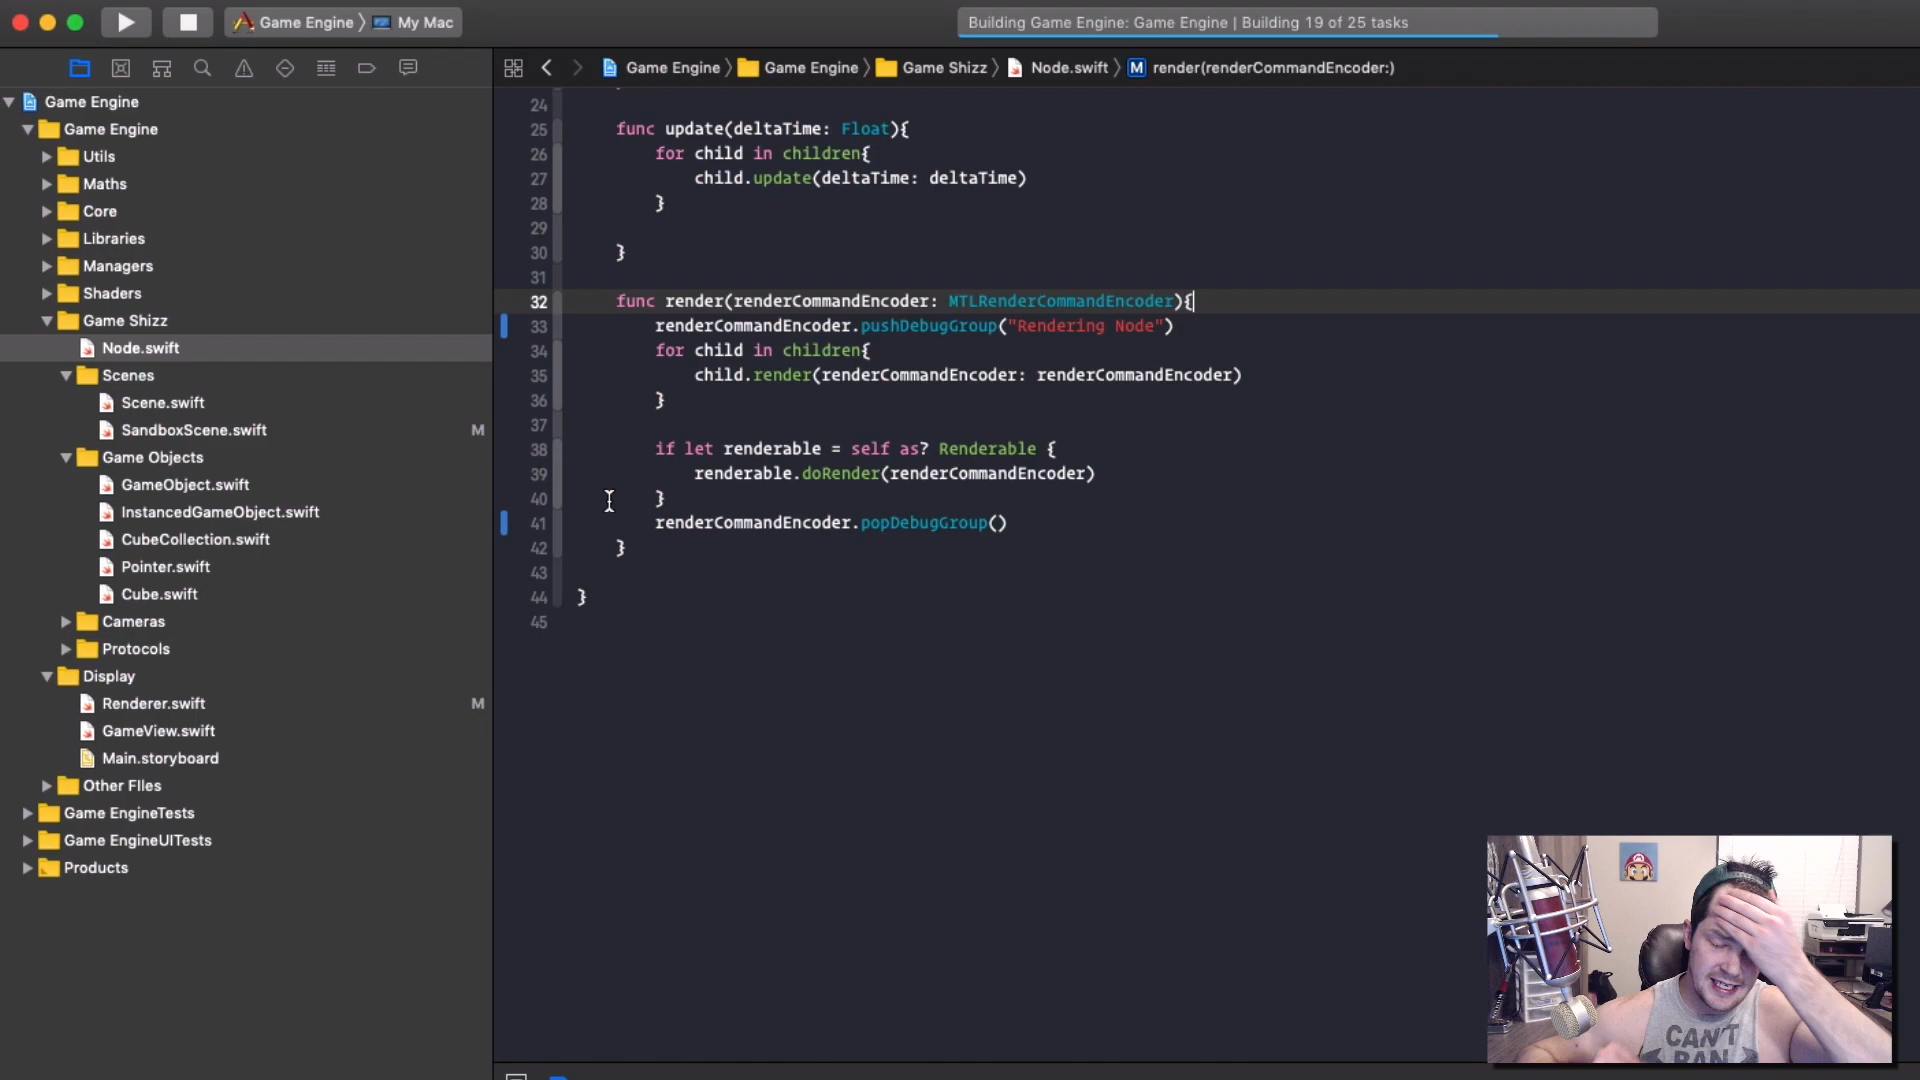 Game Engine 〉 My Mac
Building Game Engine: Game Engine | Building 19 of 25 tasks
Game Engine 〉 Game Engine 〉 Game Shizz 〉 Node.swift 〉 M render(renderCommandEncoder:)
Game Engine
Game Engine
Utils
Maths
Core
Libraries
Managers
Shaders
Game Shizz
Node.swift
Scenes
Scene.swift
SandboxScene.swift M
Game Objects
GameObject.swift
InstancedGameObject.swift
CubeCollection.swift
Pointer.swift
Cube.swift
Cameras
Protocols
Display
Renderer.swift M
GameView.swift
Main.storyboard
Other FIles
Game EngineTests
Game EngineUITests
Products
24
25 func update(deltaTime: Float){
26 for child in children{
27 child.update(deltaTime: deltaTime)
28 }
29
30 }
31
32 func render(renderCommandEncoder: MTLRenderCommandEncoder){
33 renderCommandEncoder.pushDebugGroup("Rendering Node")
34 for child in children{
35 child.render(renderCommandEncoder: renderCommandEncoder)
36 }
37
38 if let renderable = self as? Renderable {
39 renderable.doRender(renderCommandEncoder)
40 }
41 renderCommandEncoder.popDebugGroup()
42 }
43
44 }
45
CAN'T
BAN